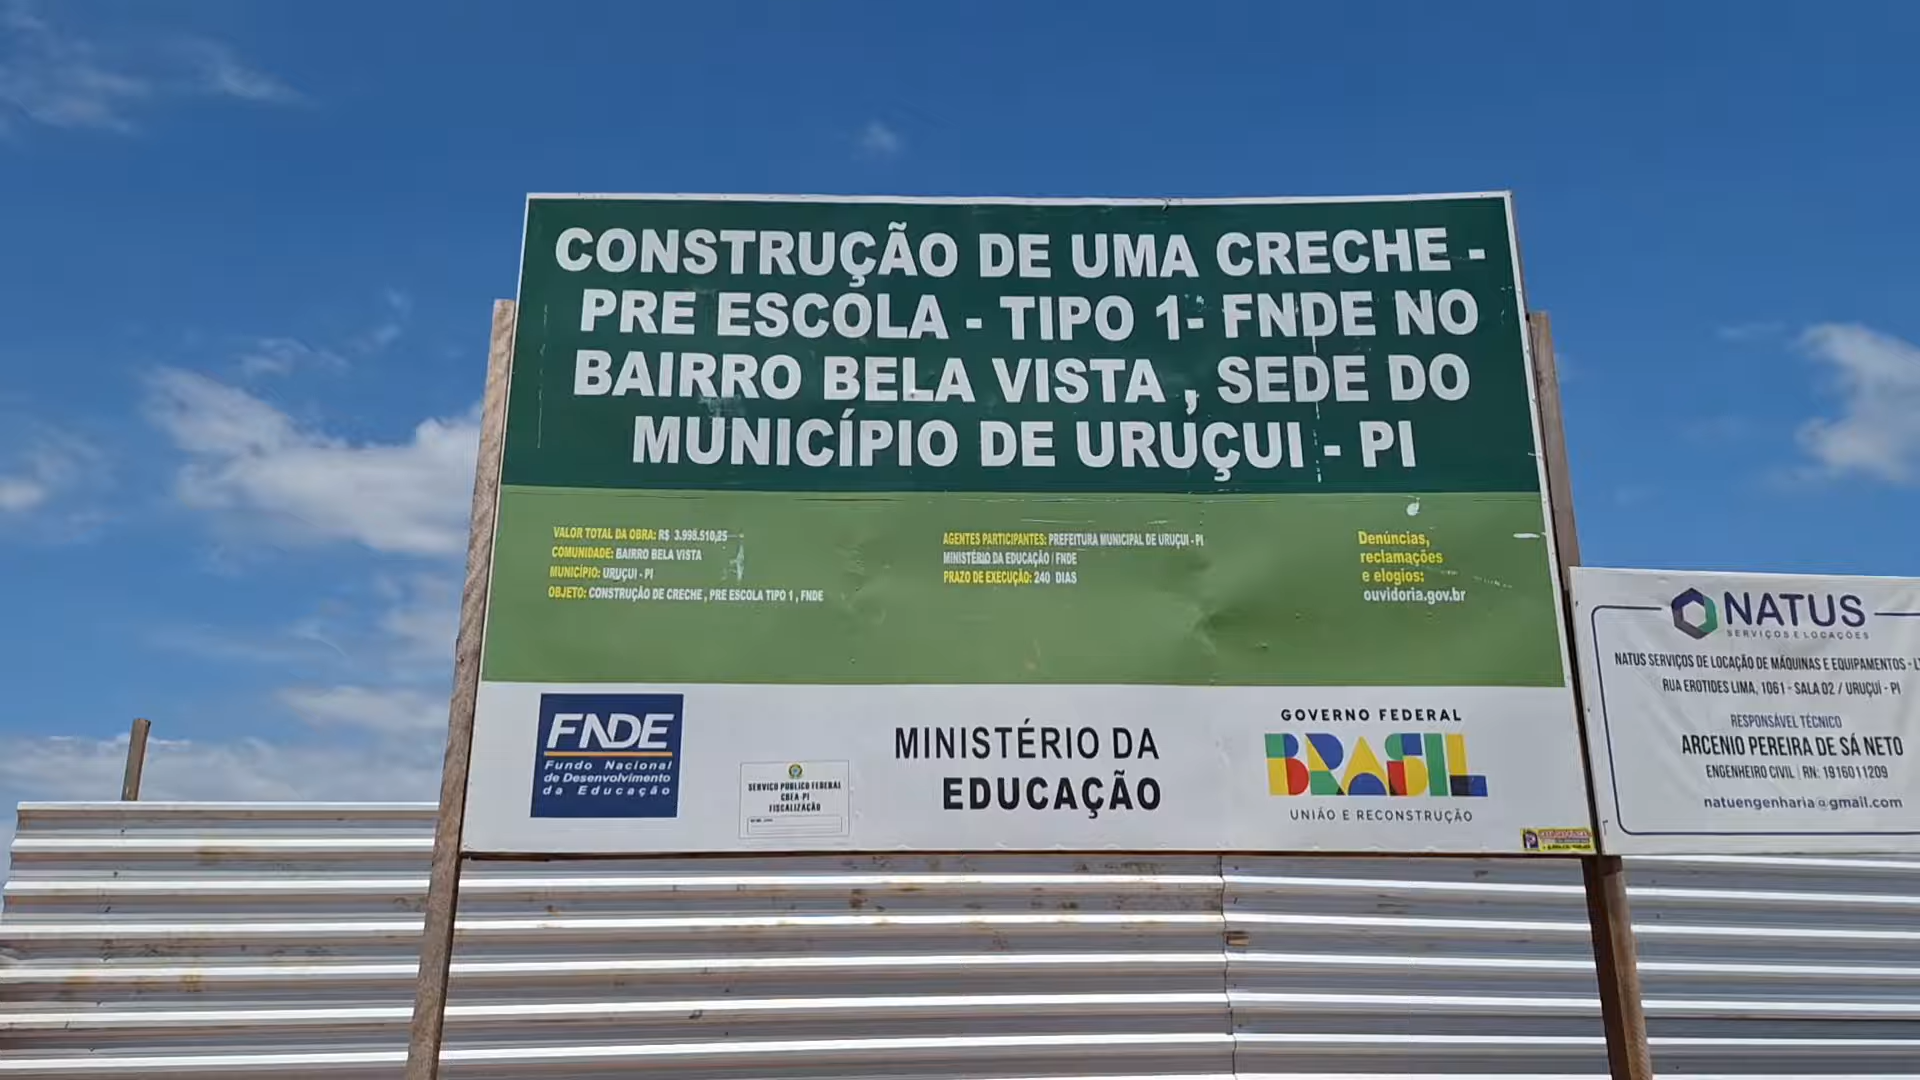 CONSTRUÇÃO DE UMA CRECHE -
PRE ESCOLA - TIPO 1- FNDE NO
BAIRRO BELA VISTA , SEDE DO
MUNICÍPIO DE URUÇUI - PI
VALOR TOTAL DA OBRA: R$ 3.998.510,25
COMUNIDADE: BAIRRO BELA VISTA
MUNICÍPIO: URUÇUI - PI
OBJETO: CONSTRUÇÃO DE CRECHE , PRE ESCOLA TIPO 1 , FNDE
AGENTES PARTICIPANTES: PREFEITURA MUNICIPAL DE URUÇUI - PI
MINISTÉRIO DA EDUCAÇÃO / FNDE
PRAZO DE EXECUÇÃO: 240 DIAS
Denúncias,
reclamações
e elogios:
ouvidoria.gov.br
FNDE
Fundo Nacional
de Desenvolvimento
da Educação
SERVIÇO PÚBLICO FEDERAL
CREA-PI
FISCALIZAÇÃO
MINISTÉRIO DA
EDUCAÇÃO
GOVERNO FEDERAL
BRASIL
UNIÃO E RECONSTRUÇÃO
NATUS
SERVIÇOS E LOCAÇÕES
NATUS SERVIÇOS DE LOCAÇÃO DE MÁQUINAS E EQUIPAMENTOS - LT
RUA EROTIDES LIMA, 1061 - SALA 02 / URUÇUÍ - PI
RESPONSÁVEL TÉCNICO
ARCENIO PEREIRA DE SÁ NETO
ENGENHEIRO CIVIL | RN: 1916011209
natuengenharia@gmail.com